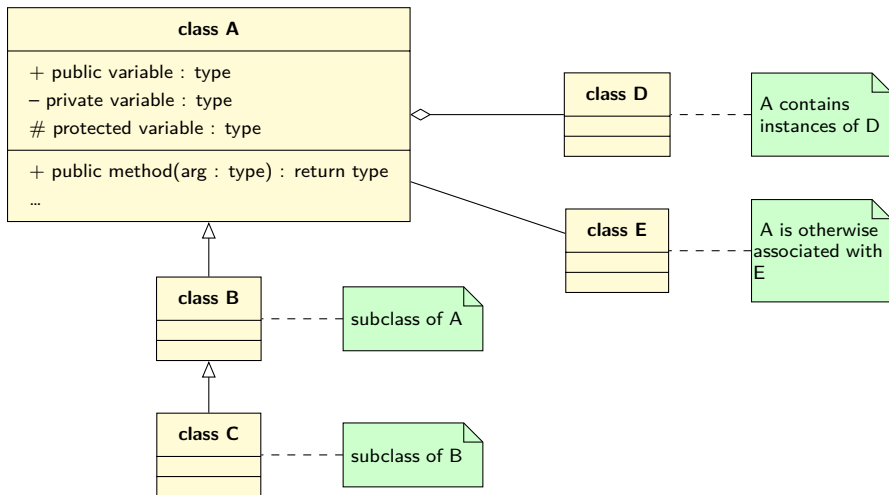 class A
+ public variable : type
– private variable : type
# protected variable : type
+ public method(arg : type) : return type
...
class D
A contains
instances of D
class E
A is otherwise
associated with
E
class B
subclass of A
class C
subclass of B